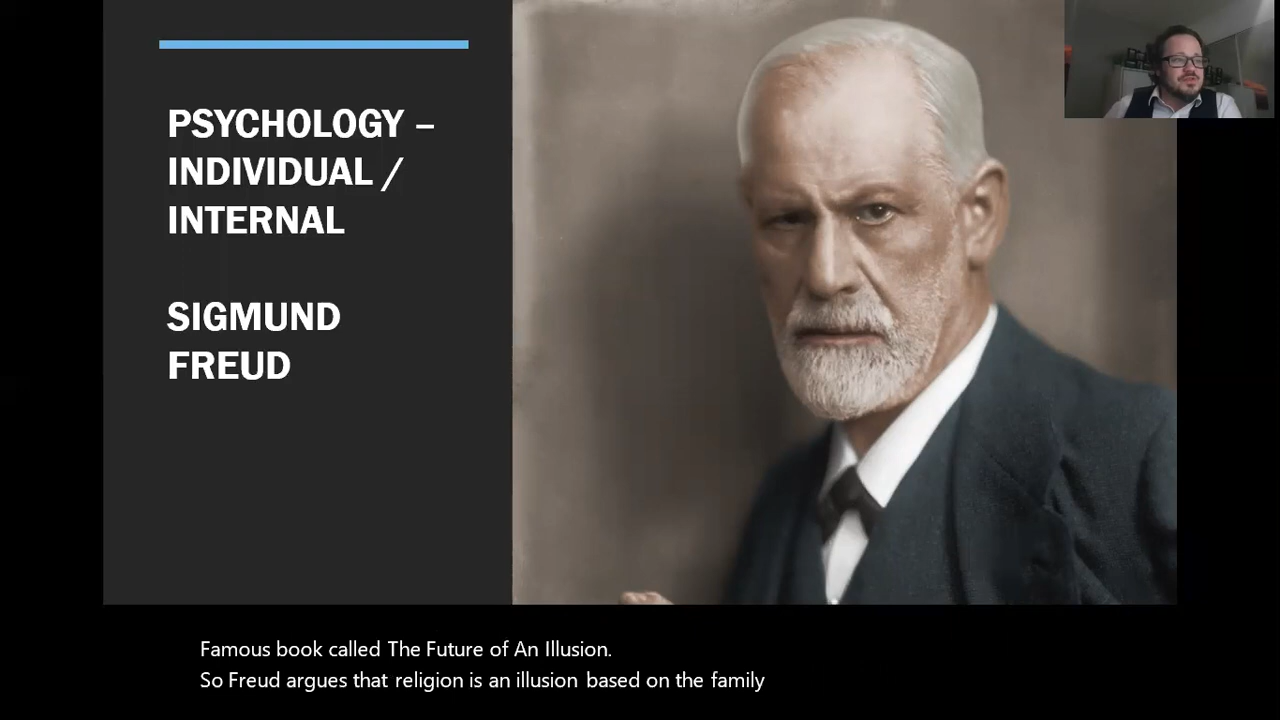 PSYCHOLOGY –
INDIVIDUAL /
INTERNAL
SIGMUND
FREUD
Famous book called The Future of An Illusion.
So Freud argues that religion is an illusion based on the family